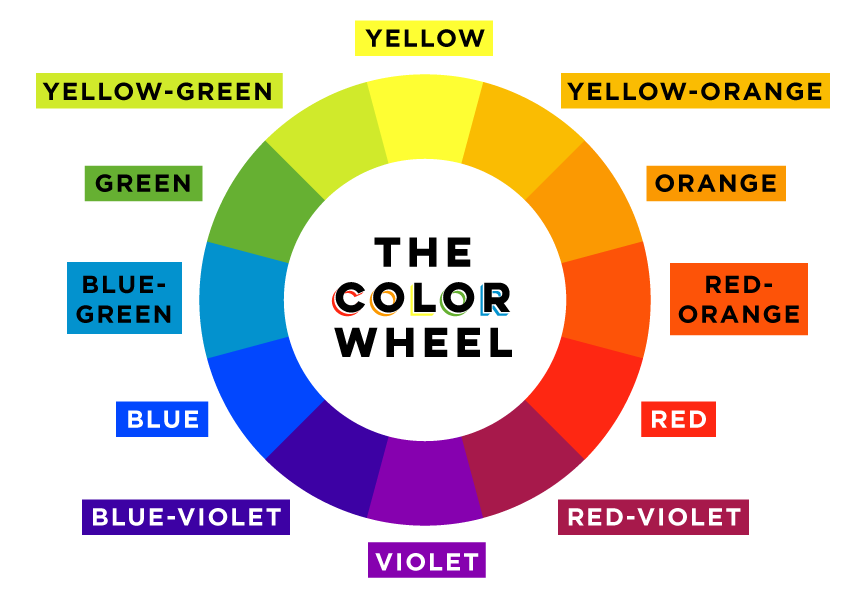 YELLOW
YELLOW-GREEN
YELLOW-ORANGE
GREEN
ORANGE
BLUE-
GREEN
THE
COLOR
WHEEL
RED-
ORANGE
BLUE
RED
BLUE-VIOLET
RED-VIOLET
VIOLET